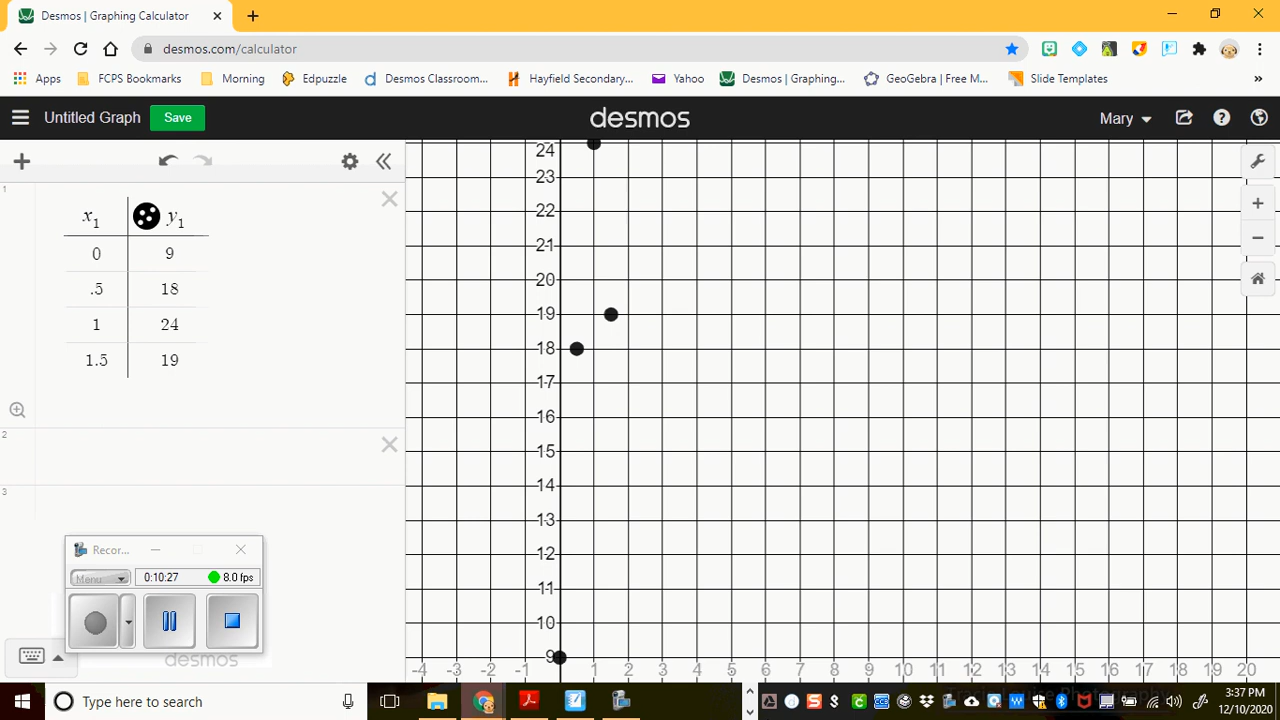 Desmos | Graphing Calculator
desmos.com/calculator
Apps FCPS Bookmarks Morning Edpuzzle Desmos Classroom... Hayfield Secondary... Yahoo Desmos | Graphing... GeoGebra | Free M... Slide Templates »
Untitled Graph Save desmos Mary
1
x1 y1
0 9
.5 18
1 24
1.5 19
2
3
24
23
22
21
20
19
18
17
16
15
14
13
12
11
10
9
-4 -3 -2 -1 1 2 3 4 5 6 7 8 9 10 11 12 13 14 15 16 17 18 19 20
Recor...
Menu 0:10:27 8.0 fps
desmos
Type here to search
3:37 PM
12/10/2020